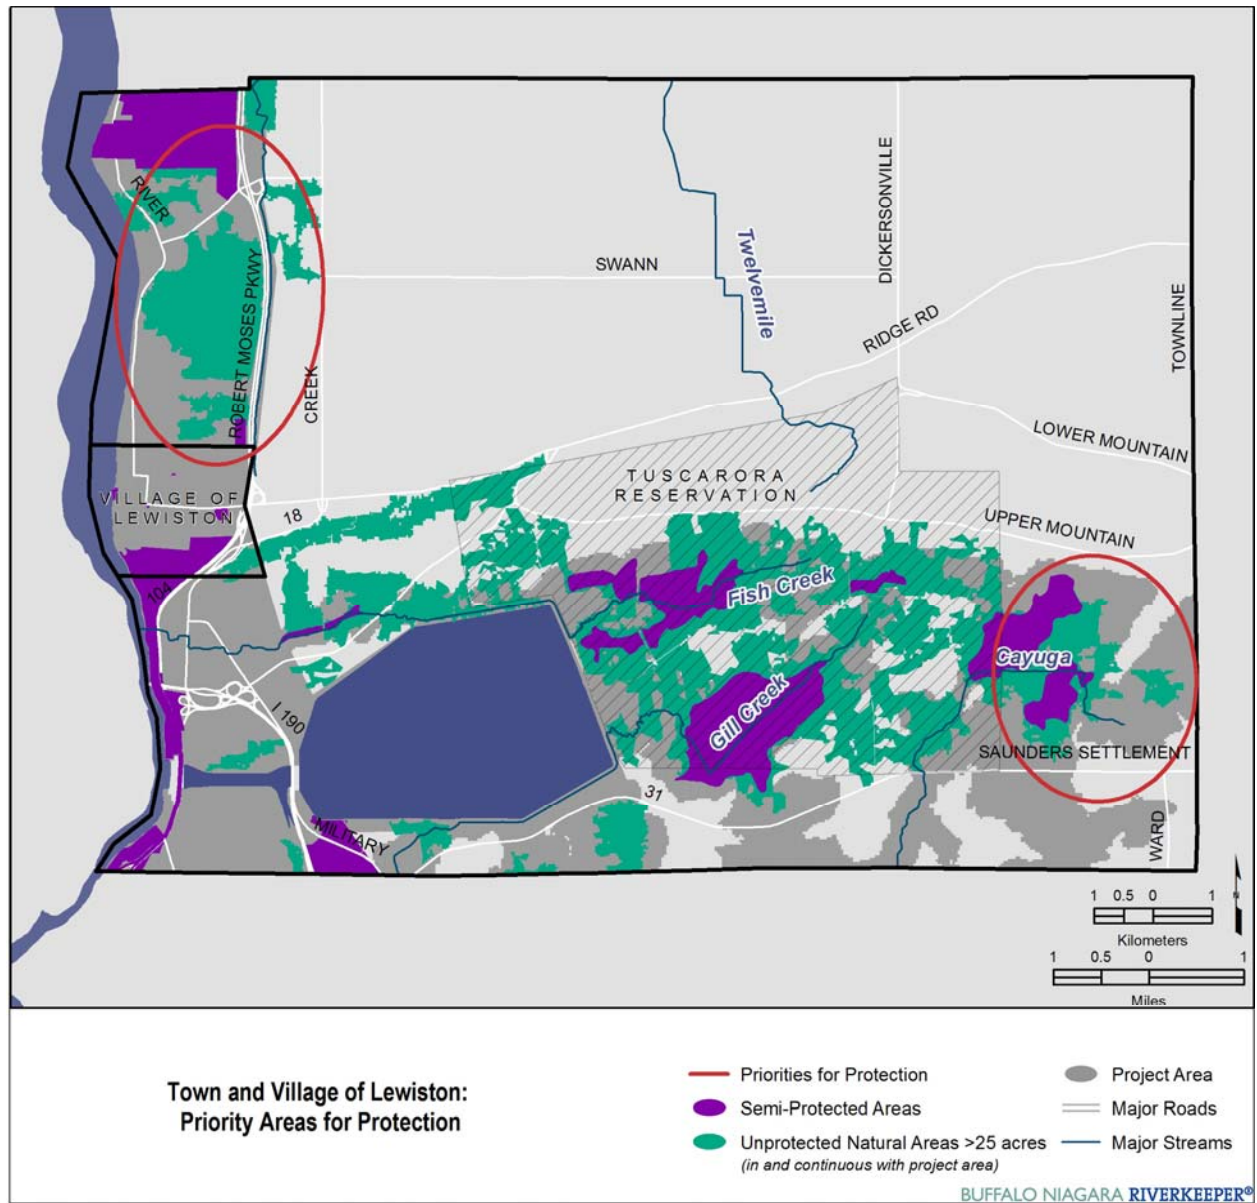 RIVER
ROBERT MOSES PKWY
CREEK
SWANN
Twelvemile
DICKERSONVILLE
RIDGE RD
TOWNLINE
LOWER MOUNTAIN
TUSCARORA
RESERVATION
UPPER MOUNTAIN
VILLAGE OF
LEWISTON
18
104
Fish Creek
Cayuga
Gill Creek
I 190
SAUNDERS SETTLEMENT
31
MILITARY
WARD
1 0.5 0 1
Kilometers
N
1 0.5 0 1
Miles
Town and Village of Lewiston:
Priority Areas for Protection
Priorities for Protection
Semi-Protected Areas
Unprotected Natural Areas >25 acres
(in and continuous with project area)
Project Area
Major Roads
Major Streams
BUFFALO NIAGARA RIVERKEEPER®